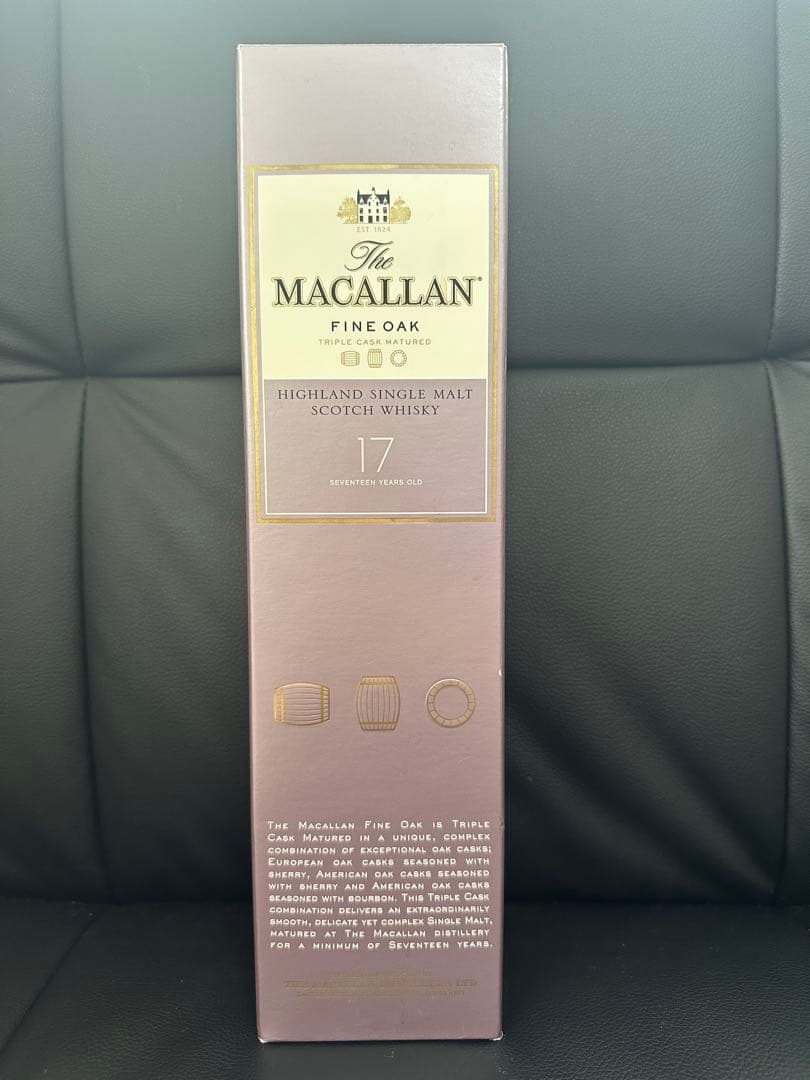 EST. 1824
The
MACALLAN®
FINE OAK
TRIPLE CASK MATURED
HIGHLAND SINGLE MALT
SCOTCH WHISKY
17
SEVENTEEN YEARS OLD
THE MACALLAN FINE OAK IS TRIPLE
CASK MATURED IN A UNIQUE, COMPLEX
COMBINATION OF EXCEPTIONAL OAK CASKS;
EUROPEAN OAK CASKS SEASONED WITH
SHERRY, AMERICAN OAK CASKS SEASONED
WITH SHERRY AND AMERICAN OAK CASKS
SEASONED WITH BOURBON. THIS TRIPLE CASK
COMBINATION DELIVERS AN EXTRAORDINARILY
SMOOTH, DELICATE YET COMPLEX SINGLE MALT,
MATURED AT THE MACALLAN DISTILLERY
FOR A MINIMUM OF SEVENTEEN YEARS.
THE MACALLAN DISTILLERS LTD